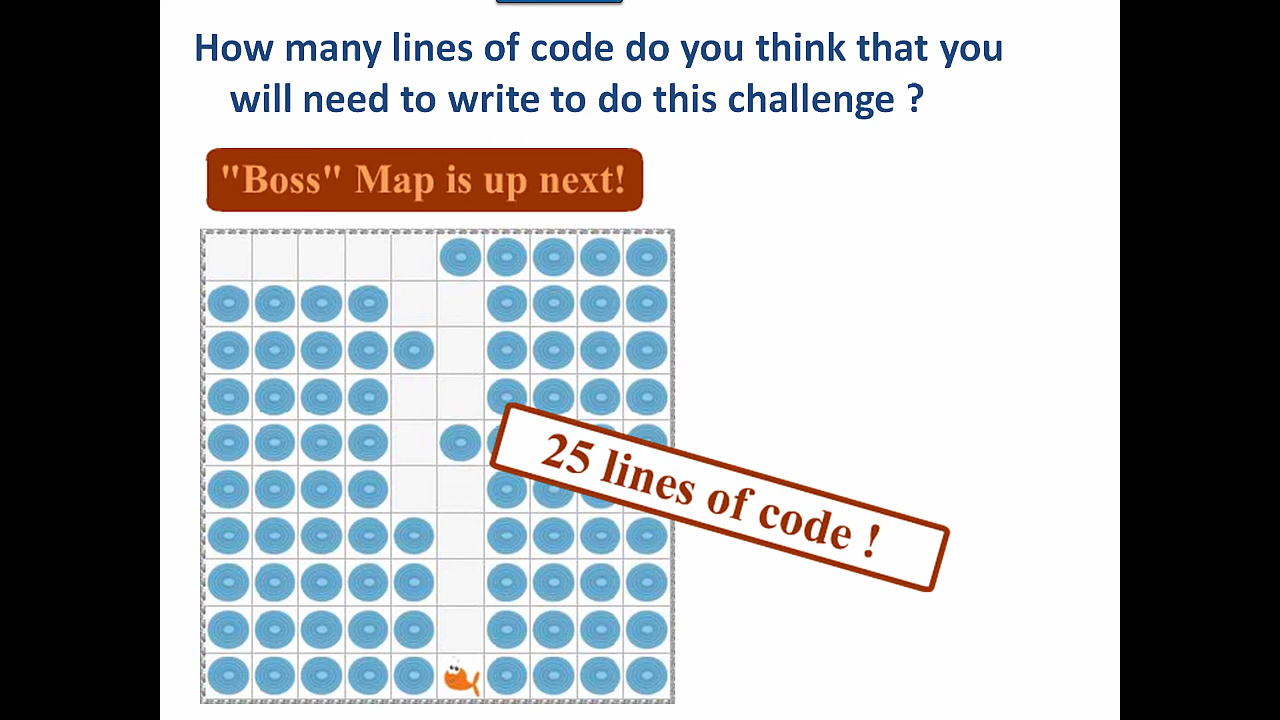 How many lines of code do you think that you
will need to write to do this challenge ?
"Boss" Map is up next!
25 lines of code !